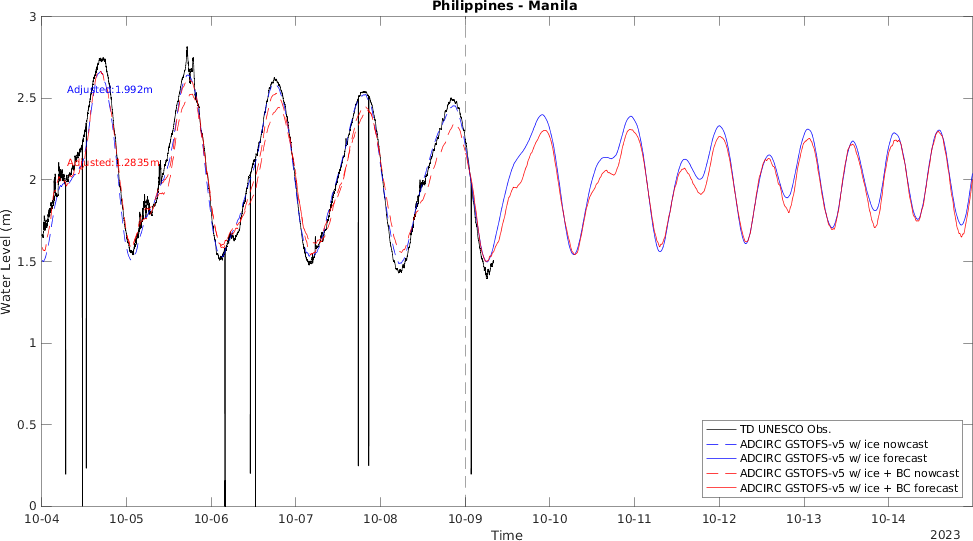 Philippines - Manila
3
2.5
2
1.5
1
0.5
0
Water Level (m)
Adjusted:1.992m
Adjusted:1.2835m
10-04
10-05
10-06
10-07
10-08
10-09
10-10
10-11
10-12
10-13
10-14
Time
2023
TD UNESCO Obs.
ADCIRC GSTOFS-v5 w/ ice nowcast
ADCIRC GSTOFS-v5 w/ ice forecast
ADCIRC GSTOFS-v5 w/ ice + BC nowcast
ADCIRC GSTOFS-v5 w/ ice + BC forecast